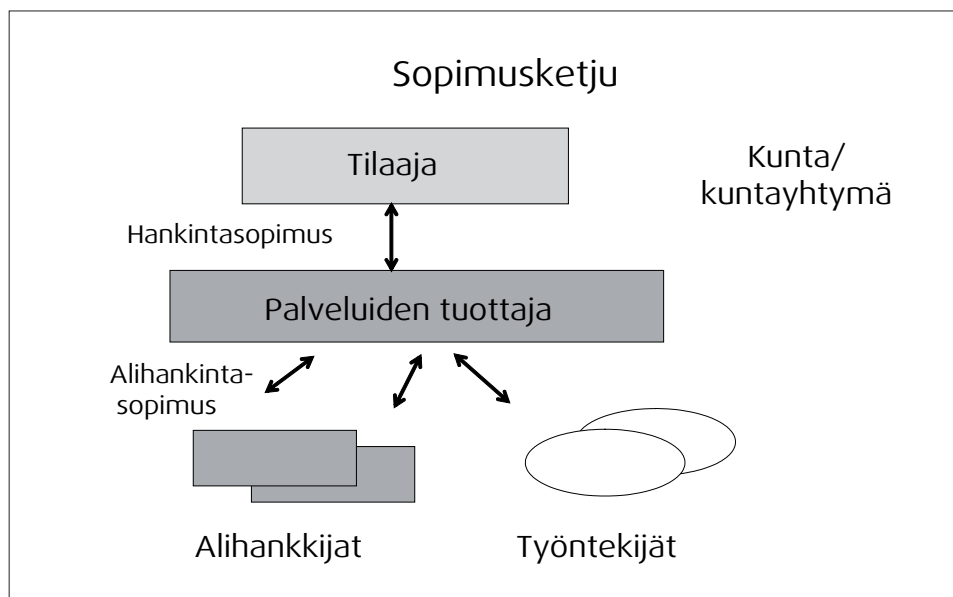 Sopimusketju
Tilaaja
Kunta/
kuntayhtymä
Hankintasopimus
Palveluiden tuottaja
Alihankinta-
sopimus
Alihankkijat
Työntekijät